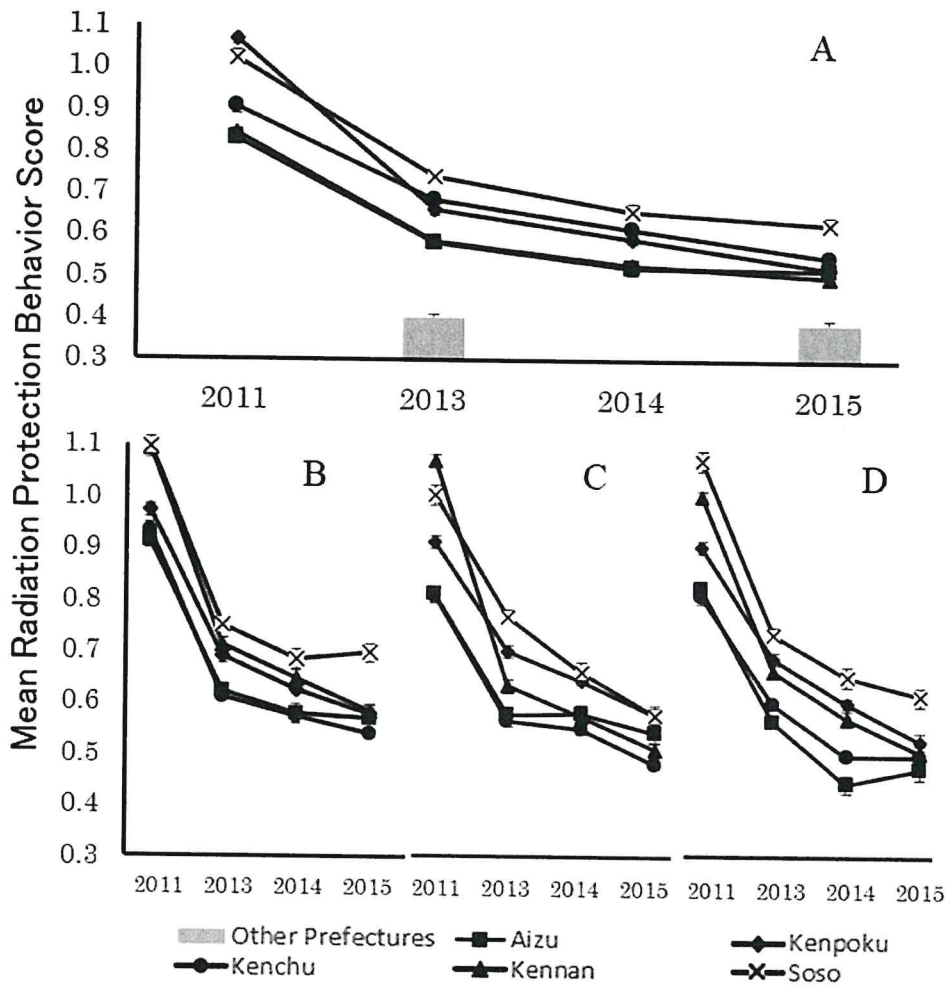 Mean Radiation Protection Behavior Score
1.1
1.0
0.9
0.8
0.7
0.6
0.5
0.4
0.3
A
2011 2013 2014 2015
1.1
1.0
0.9
0.8
0.7
0.6
0.5
0.4
0.3
B C D
2011 2013 2014 2015 2011 2013 2014 2015 2011 2013 2014 2015
Other Prefectures Aizu Kenpoku
Kenchu Kennan Soso